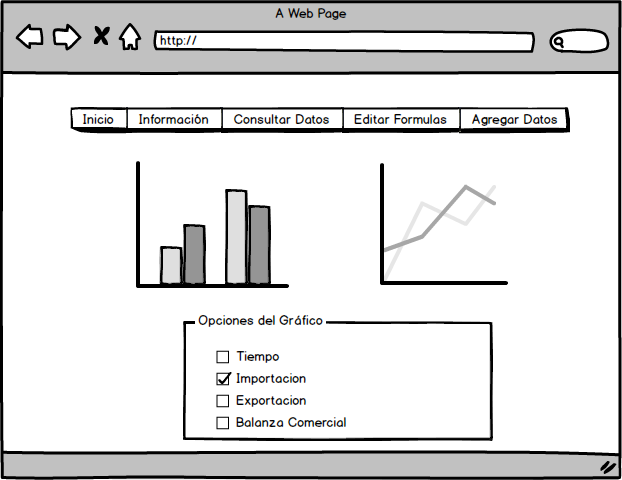 A Web Page
http://
Inicio Información Consultar Datos Editar Formulas Agregar Datos
Opciones del Gráfico
Tiempo
Importacion
Exportacion
Balanza Comercial